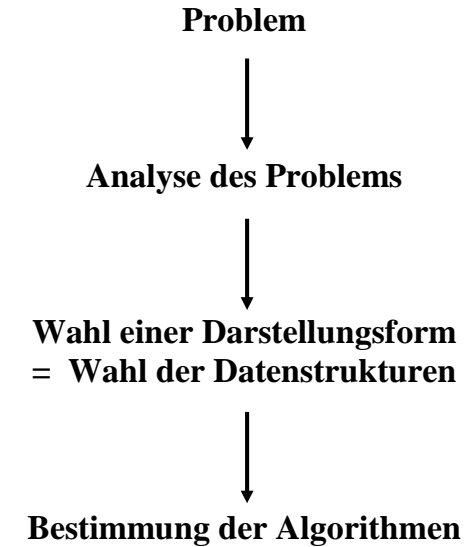 Problem
Analyse des Problems
Wahl einer Darstellungsform
= Wahl der Datenstrukturen
Bestimmung der Algorithmen